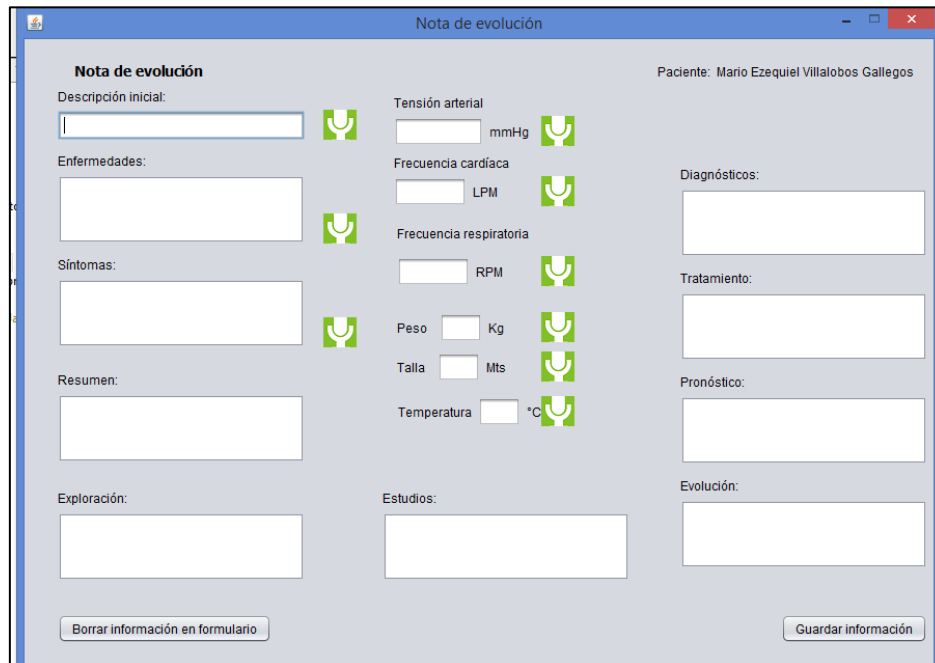 Nota de evolución
Nota de evolución
Paciente: Mario Ezequiel Villalobos Gallegos
Descripción inicial:
Enfermedades:
Síntomas:
Resumen:
Exploración:
Tensión arterial
mmHg
Frecuencia cardíaca
LPM
Frecuencia respiratoria
RPM
Peso Kg
Talla Mts
Temperatura °C
Estudios:
Diagnósticos:
Tratamiento:
Pronóstico:
Evolución:
Borrar información en formulario
Guardar información